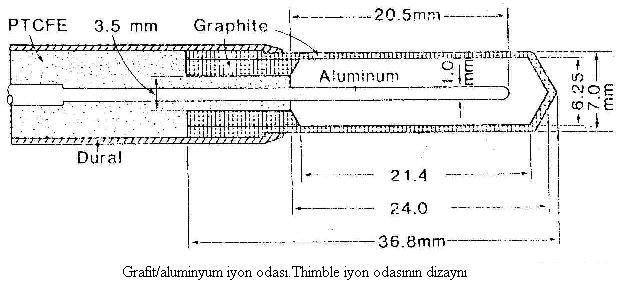 20.5mm
PTCFE 3.5 mm Graphite
Aluminum
1.0 mm
6.25
7.0 mm
Dural
21.4
24.0
36.8mm
Grafit/aluminyum iyon odası.Thimble iyon odasının dizaynı